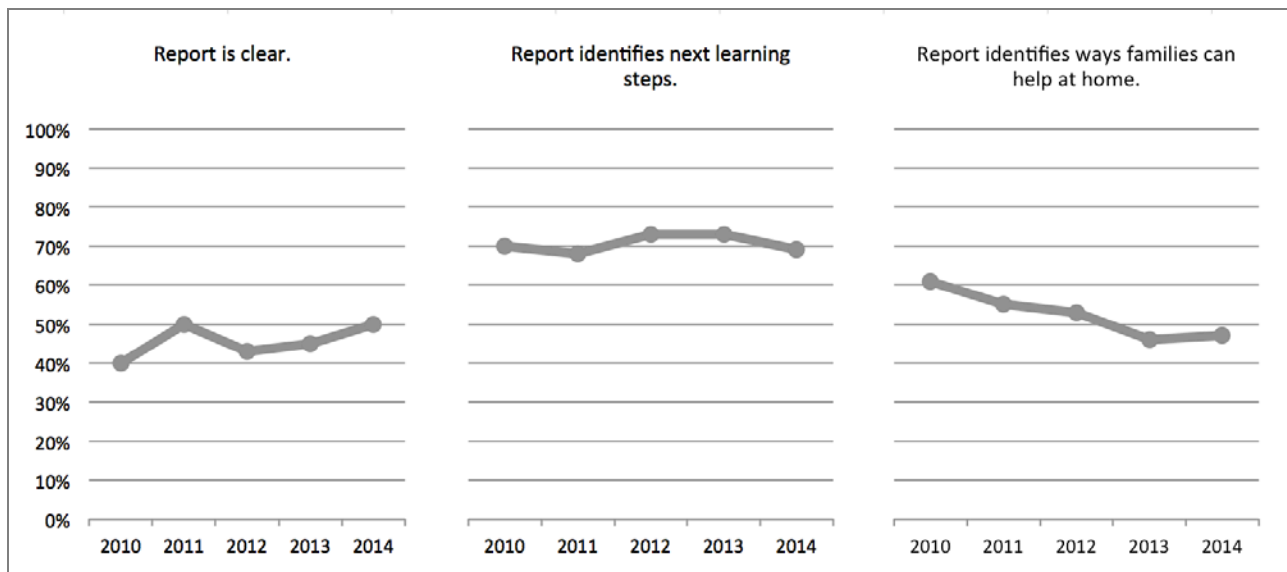 Report is clear.
Report identifies next learning
steps.
Report identifies ways families can
help at home.
100%
90%
80%
70%
60%
50%
40%
30%
20%
10%
0%
2010 2011 2012 2013 2014
2010 2011 2012 2013 2014
2010 2011 2012 2013 2014